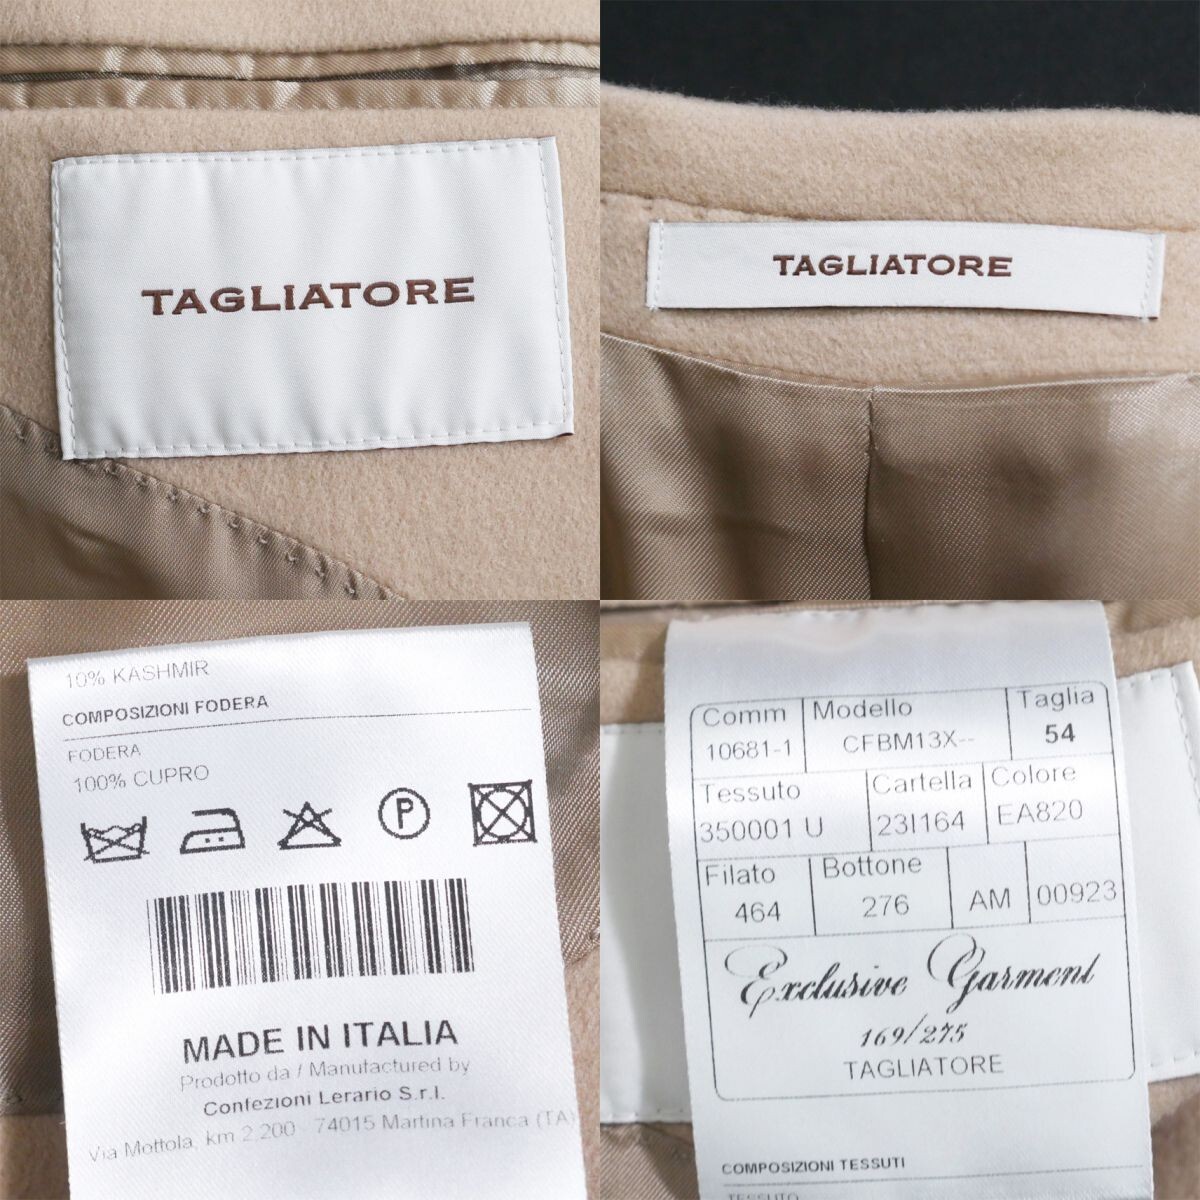 TAGLIATORE
TAGLIATORE
10% KASHMIR
COMPOSIZIONI FODERA
FODERA
100% CUPRO
P
MADE IN ITALIA
Prodotto da / Manufactured by
Confezioni Lerario S.r.l.
Via Mottola, km 2,200 - 74015 Martina Franca (TA)
Comm Modello Taglia
10681-1 CFBM13X-- 54
Tessuto Cartella Colore
350001 U 23I164 EA820
Filato Bottone
464 276 AM 00923
Exclusive Garment
169/275
TAGLIATORE
COMPOSIZIONI TESSUTI
TESSUTO